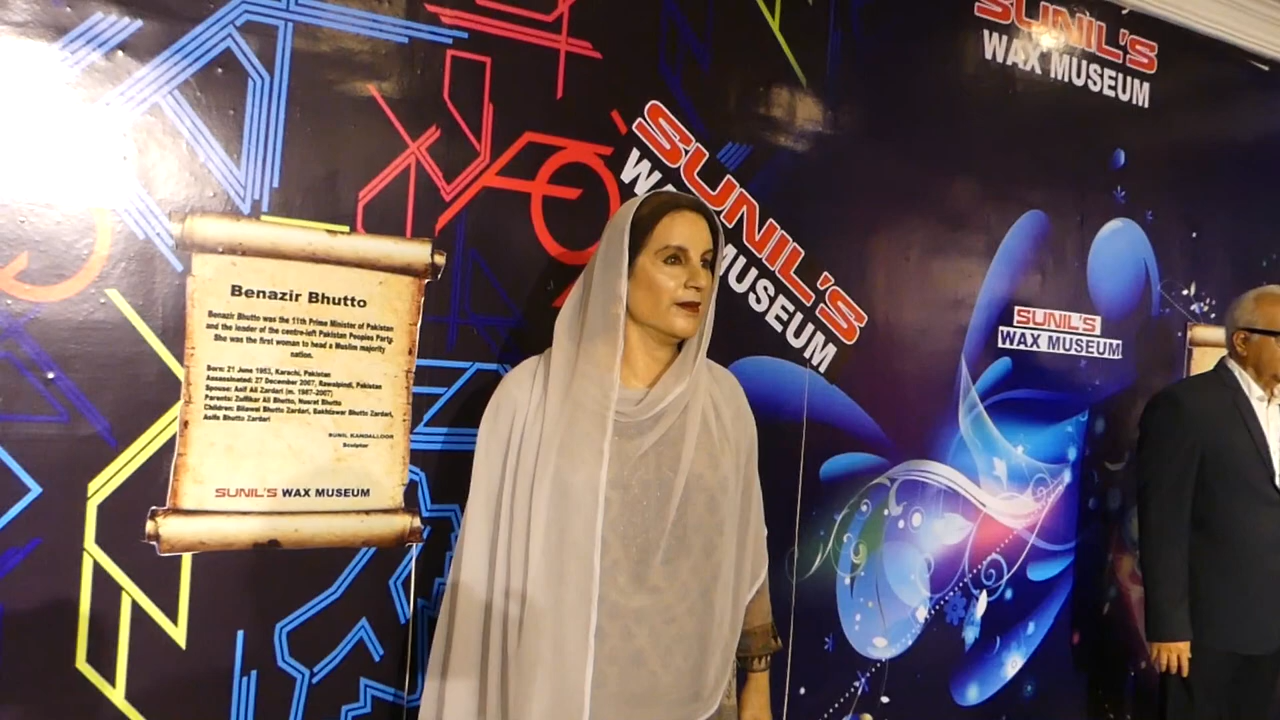 SUNIL'S
WAX MUSEUM
SUNIL'S
WAX MUSEUM
Benazir Bhutto
Benazir Bhutto was the 11th Prime Minister of Pakistan
and the leader of the centre-left Pakistan Peoples Party.
She was the first woman to head a Muslim majority
nation.
Born: 21 June 1953, Karachi, Pakistan
Assassinated: 27 December 2007, Rawalpindi, Pakistan
Spouse: Asif Ali Zardari (m. 1987-2007)
Parents: Zulfikar Ali Bhutto, Nusrat Bhutto
Children: Bilawal Bhutto Zardari, Bakhtawar Bhutto Zardari,
Asifa Bhutto Zardari
SUNIL KANDALLOOR
Sculptor
SUNIL'S WAX MUSEUM
SUNIL'S
WAX MUSEUM